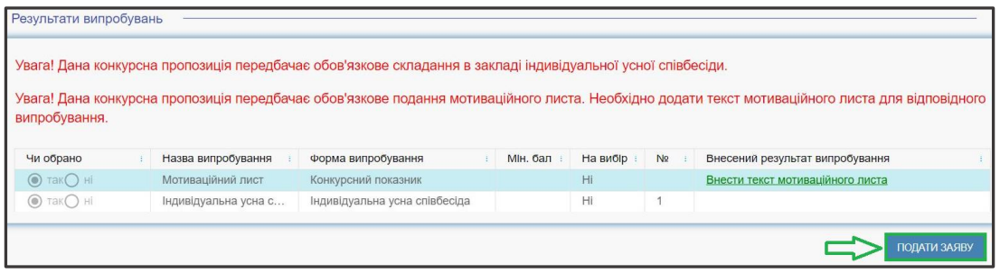 Результати випробувань
Увага! Дана конкурсна пропозиція передбачає обов'язкове складання в закладі індивідуальної усної співбесіди.
Увага! Дана конкурсна пропозиція передбачає обов'язкове подання мотиваційного листа. Необхідно додати текст мотиваційного листа для відповідного
випробування.
Чи обрано Назва випробування Форма випробування Мін. бал На вибір № Внесений результат випробування
так ні Мотиваційний лист Конкурсний показник Ні Внести текст мотиваційного листа
так ні Індивідуальна усна с... Індивідуальна усна співбесіда Ні 1
ПОДАТИ ЗАЯВУ